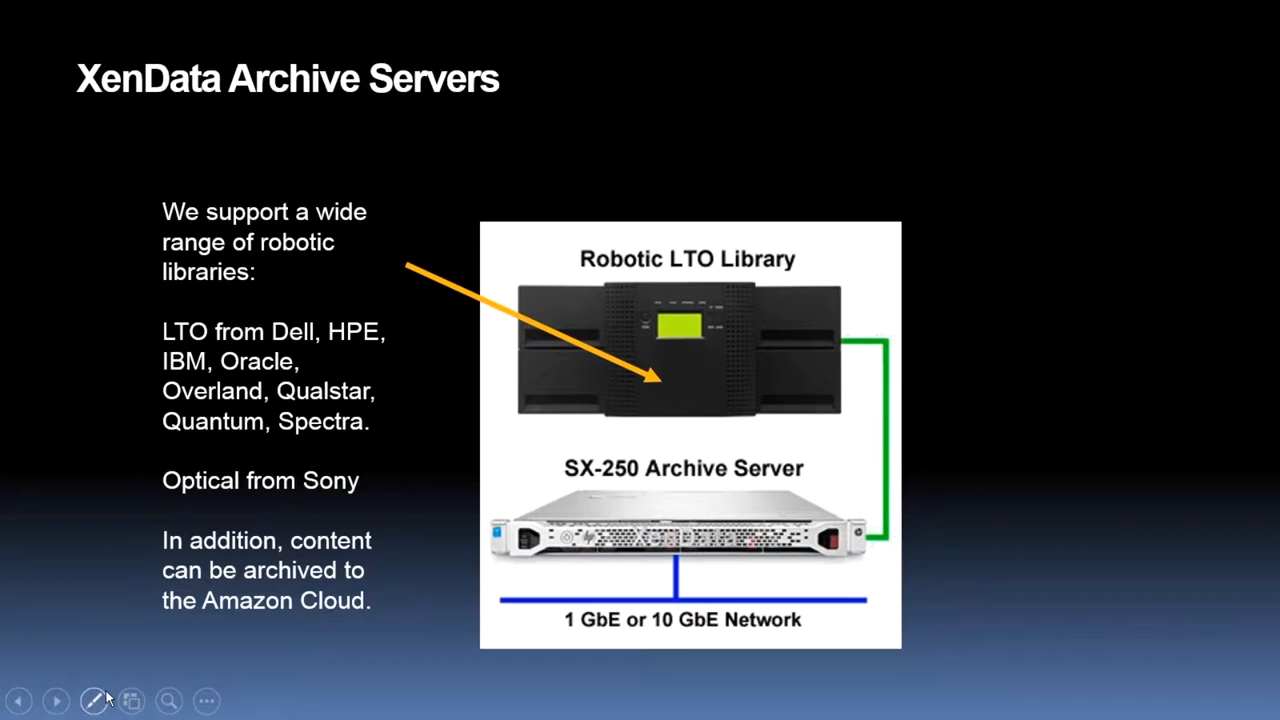 XenData Archive Servers
We support a wide
range of robotic
libraries:
LTO from Dell, HPE,
IBM, Oracle,
Overland, Qualstar,
Quantum, Spectra.
Optical from Sony
In addition, content
can be archived to
the Amazon Cloud.
Robotic LTO Library
SX-250 Archive Server
XenData
1 GbE or 10 GbE Network